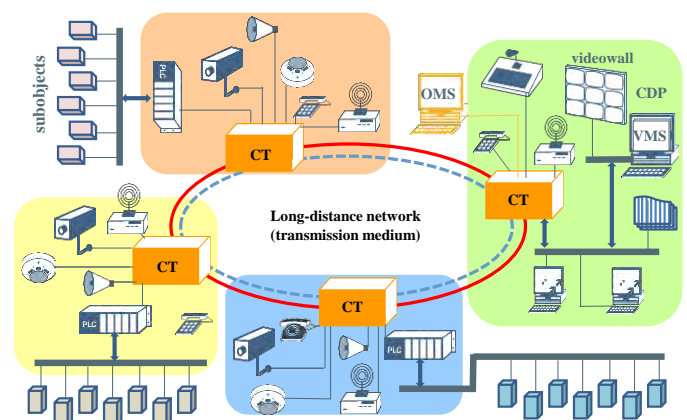 subobjects
PLC
CT
OMS
videowall
CDP
VMS
CT
Long-distance network
(transmission medium)
CT
CT
PLC
PLC